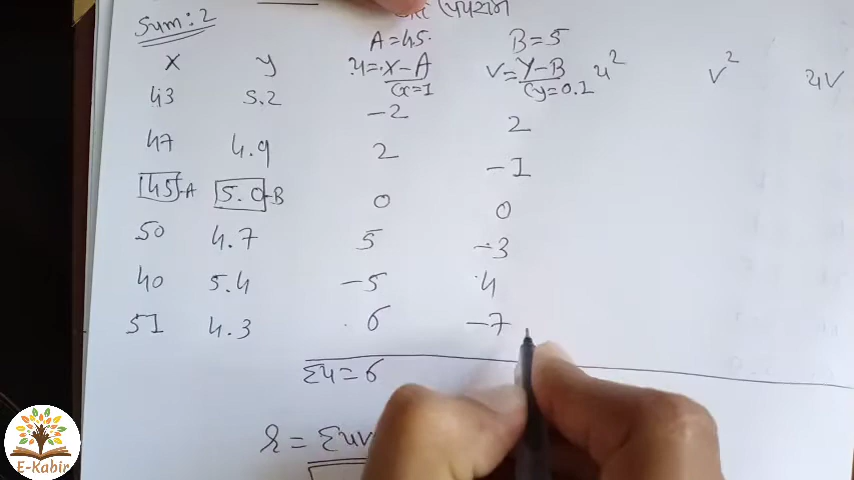 Sum: 2
A=45 B=5
x y u=x-A/Cx=1 v=Y-B/Cy=0.1 u² v² uv
43 5.2 -2 2
47 4.9 2 -1
45-A 5.0-B 0 0
50 4.7 5 -3
40 5.4 -5 4
51 4.3 6 -7
Σu=6
r = Σuv
E-Kabir